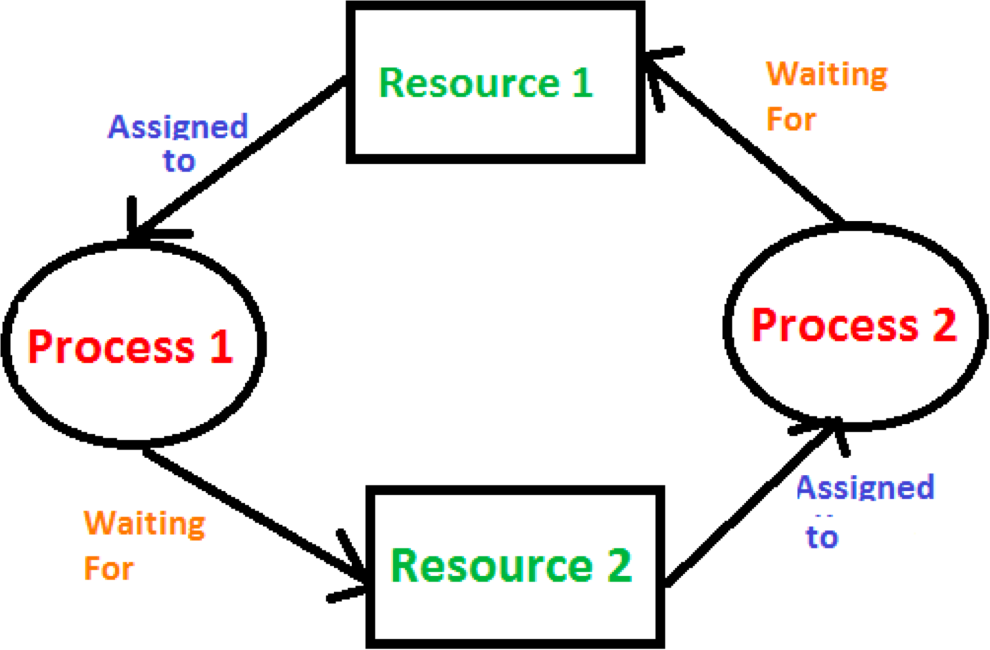 Resource 1
Waiting
For
Assigned
to
Process 1
Process 2
Assigned
to
Waiting
For
Resource 2